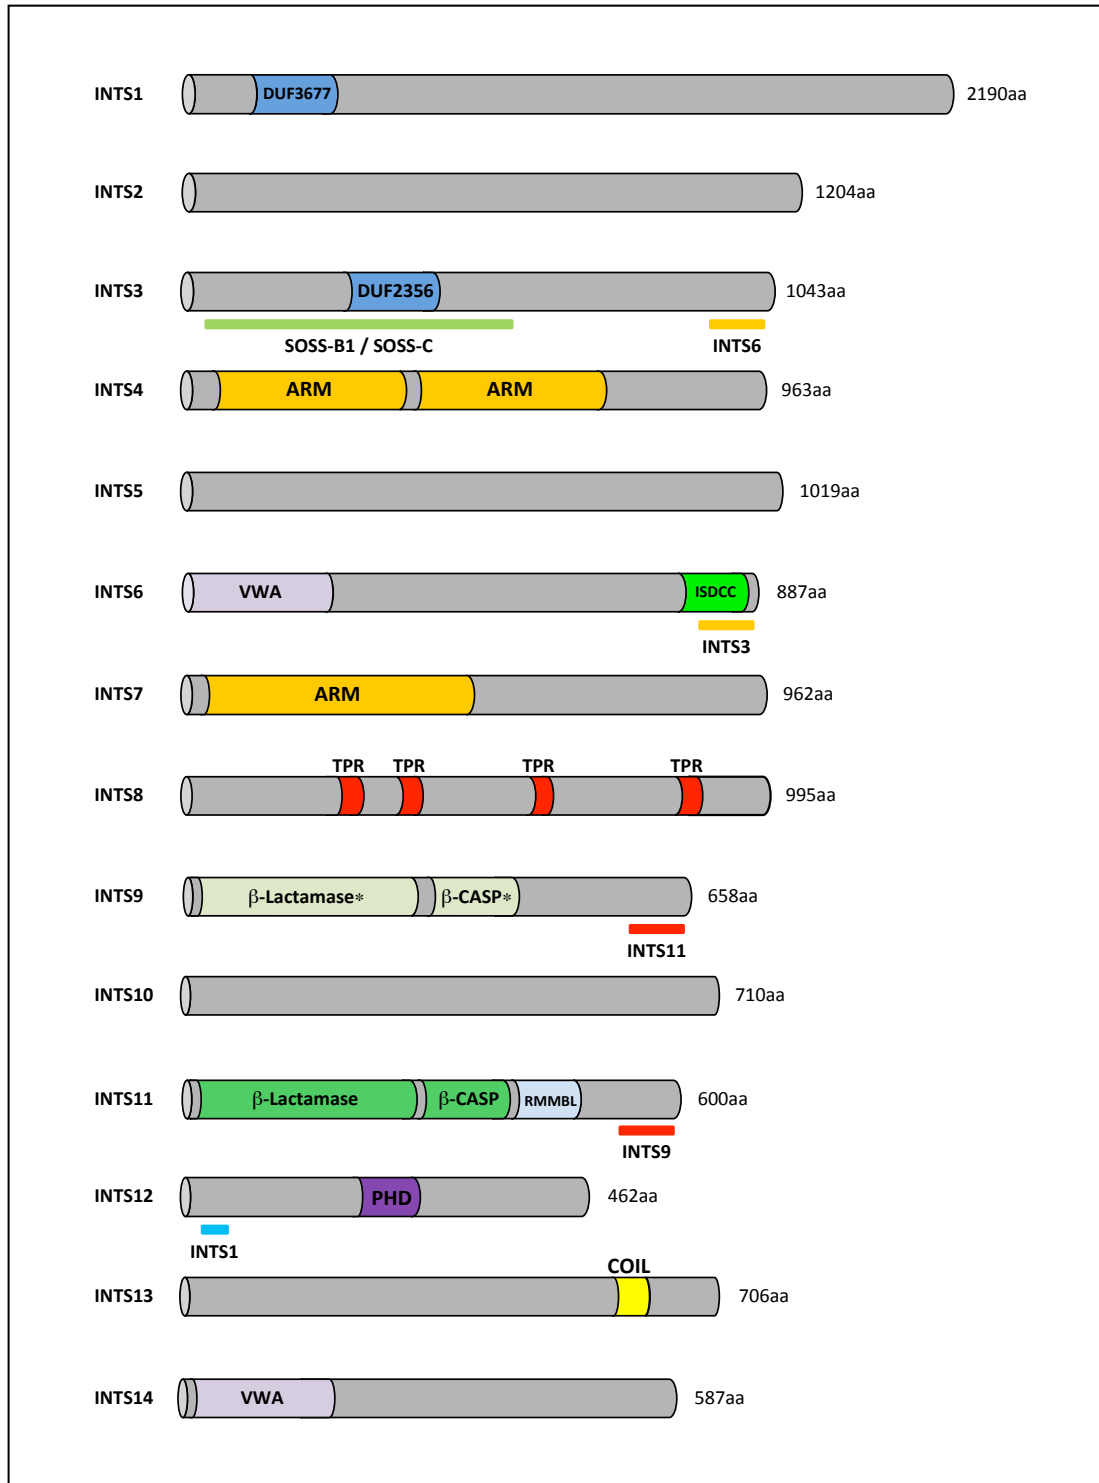 INTS1 DUF3677 2190aa
INTS2 1204aa
INTS3 DUF2356 1043aa
SOSS-B1 / SOSS-C INTS6
INTS4 ARM ARM 963aa
INTS5 1019aa
INTS6 VWA ISDCC 887aa
INTS3
INTS7 ARM 962aa
TPR TPR TPR TPR
INTS8 995aa
INTS9 β-Lactamase* β-CASP* 658aa
INTS11
INTS10 710aa
INTS11 β-Lactamase β-CASP RMMBL 600aa
INTS9
INTS12 PHD 462aa
INTS1
COIL
INTS13 706aa
INTS14 VWA 587aa